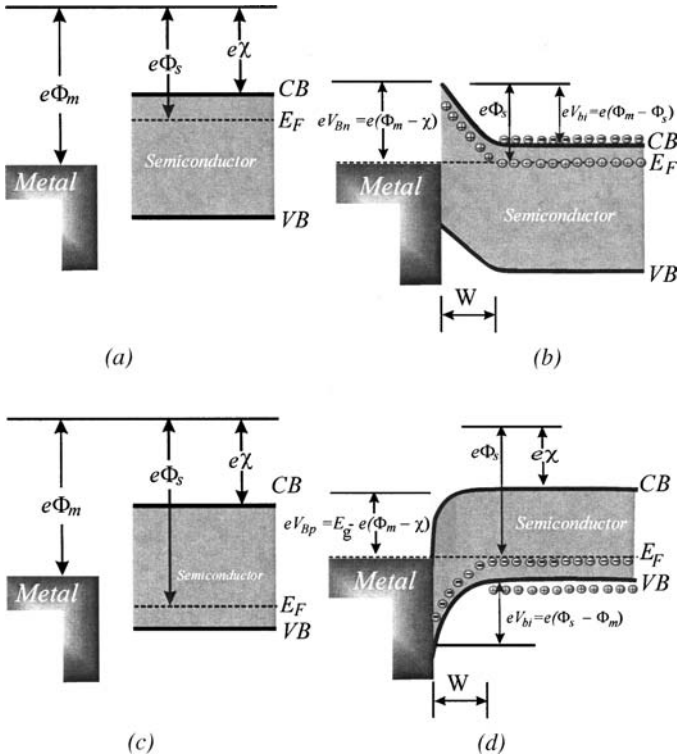 eΦm
eΦs
eχ
CB
EF
Semiconductor
Metal
VB
(a)
eVBn = e(Φm − χ)
eΦs
eVbi = e(Φm − Φs)
CB
EF
Metal
Semiconductor
VB
W
(b)
eΦm
eΦs
eχ
CB
Semiconductor
Metal
EF
VB
(c)
eΦs
eχ
CB
eVBp = Eg - e(Φm − χ)
Semiconductor
EF
Metal
VB
eVbi = e(Φs − Φm)
W
(d)